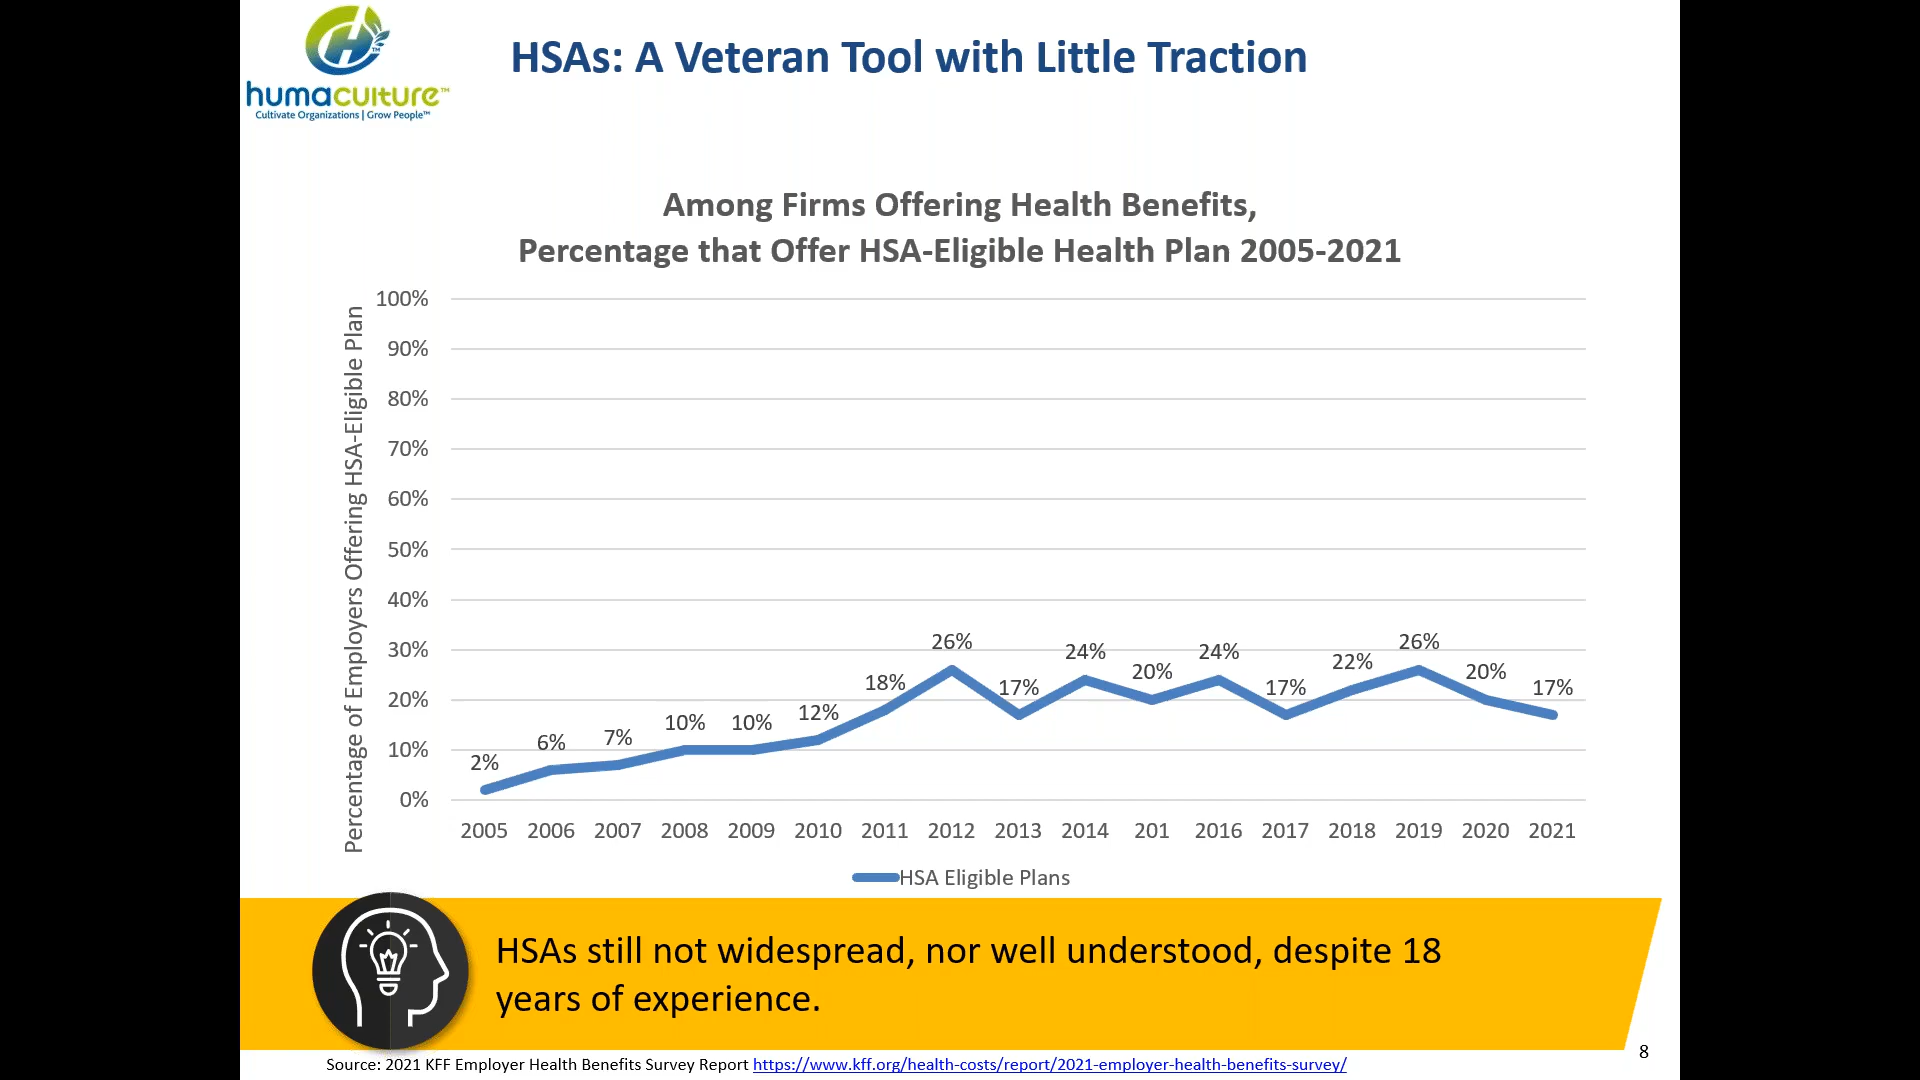 humaculture™
Cultivate Organizations | Grow People™
HSAs: A Veteran Tool with Little Traction
Among Firms Offering Health Benefits,
Percentage that Offer HSA-Eligible Health Plan 2005-2021
Percentage of Employers Offering HSA-Eligible Plan
100%
90%
80%
70%
60%
50%
40%
30%
20%
10%
0%
2% 6% 7% 10% 10% 12% 18% 26% 17% 24% 20% 24% 17% 22% 26% 20% 17%
2005 2006 2007 2008 2009 2010 2011 2012 2013 2014 201 2016 2017 2018 2019 2020 2021
HSA Eligible Plans
HSAs still not widespread, nor well understood, despite 18
years of experience.
Source: 2021 KFF Employer Health Benefits Survey Report https://www.kff.org/health-costs/report/2021-employer-health-benefits-survey/
8